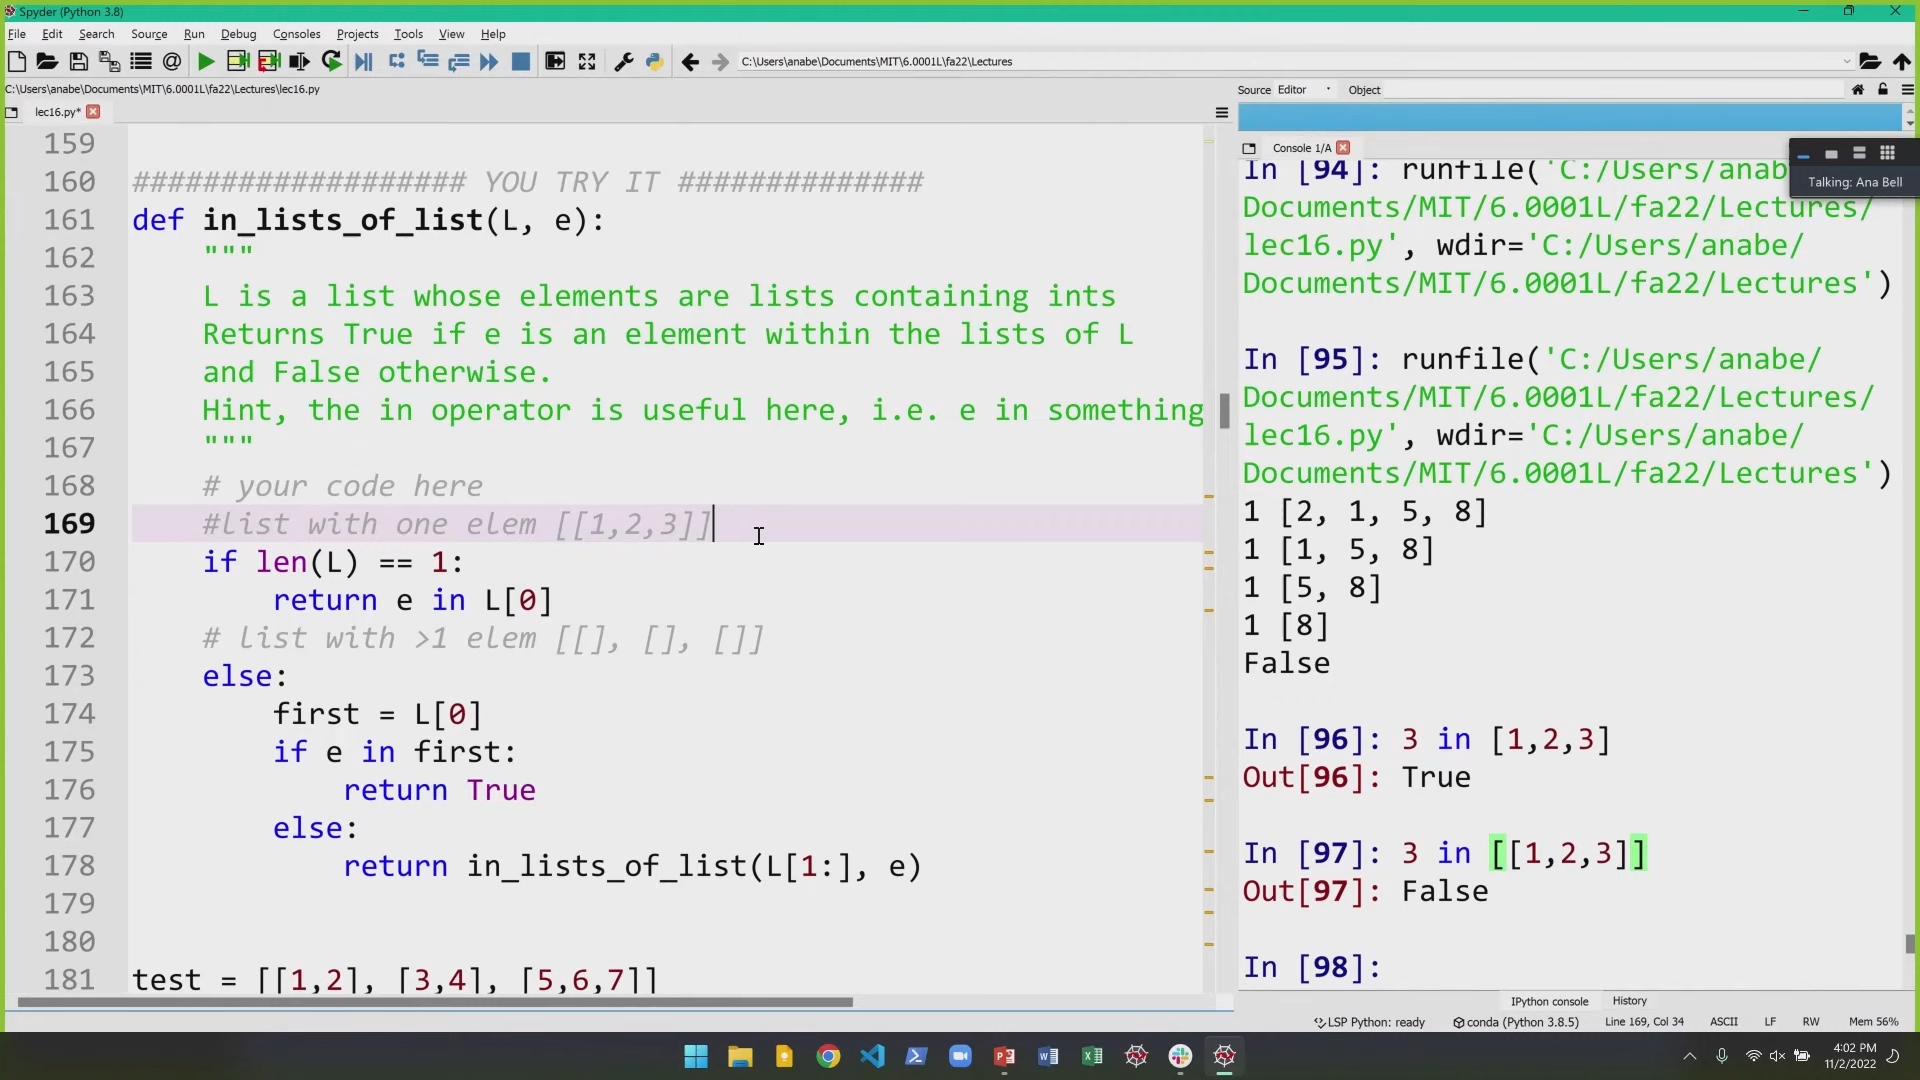 Spyder (Python 3.8)
File Edit Search Source Run Debug Consoles Projects Tools View Help
C:\Users\anabe\Documents\MIT\6.0001L\fa22\Lectures
C:\Users\anabe\Documents\MIT\6.0001L\fa22\Lectures\lec16.py
lec16.py*
159
160 ################### YOU TRY IT ##############
161 def in_lists_of_list(L, e):
162 """
163 L is a list whose elements are lists containing ints
164 Returns True if e is an element within the lists of L
165 and False otherwise.
166 Hint, the in operator is useful here, i.e. e in something
167 """
168 # your code here
169 #list with one elem [[1,2,3]]
170 if len(L) == 1:
171 return e in L[0]
172 # list with >1 elem [[], [], []]
173 else:
174 first = L[0]
175 if e in first:
176 return True
177 else:
178 return in_lists_of_list(L[1:], e)
179
180
181 test = [[1,2], [3,4], [5,6,7]]
Source Editor Object
Console 1/A
Talking: Ana Bell
In [94]: runfile('C:/Users/anabe
Documents/MIT/6.0001L/fa22/Lectures/
lec16.py', wdir='C:/Users/anabe/
Documents/MIT/6.0001L/fa22/Lectures')
In [95]: runfile('C:/Users/anabe/
Documents/MIT/6.0001L/fa22/Lectures/
lec16.py', wdir='C:/Users/anabe/
Documents/MIT/6.0001L/fa22/Lectures')
1 [2, 1, 5, 8]
1 [1, 5, 8]
1 [5, 8]
1 [8]
False
In [96]: 3 in [1,2,3]
Out[96]: True
In [97]: 3 in [[1,2,3]]
Out[97]: False
In [98]:
IPython console History
LSP Python: ready conda (Python 3.8.5) Line 169, Col 34 ASCII LF RW Mem 56%
4:02 PM
11/2/2022